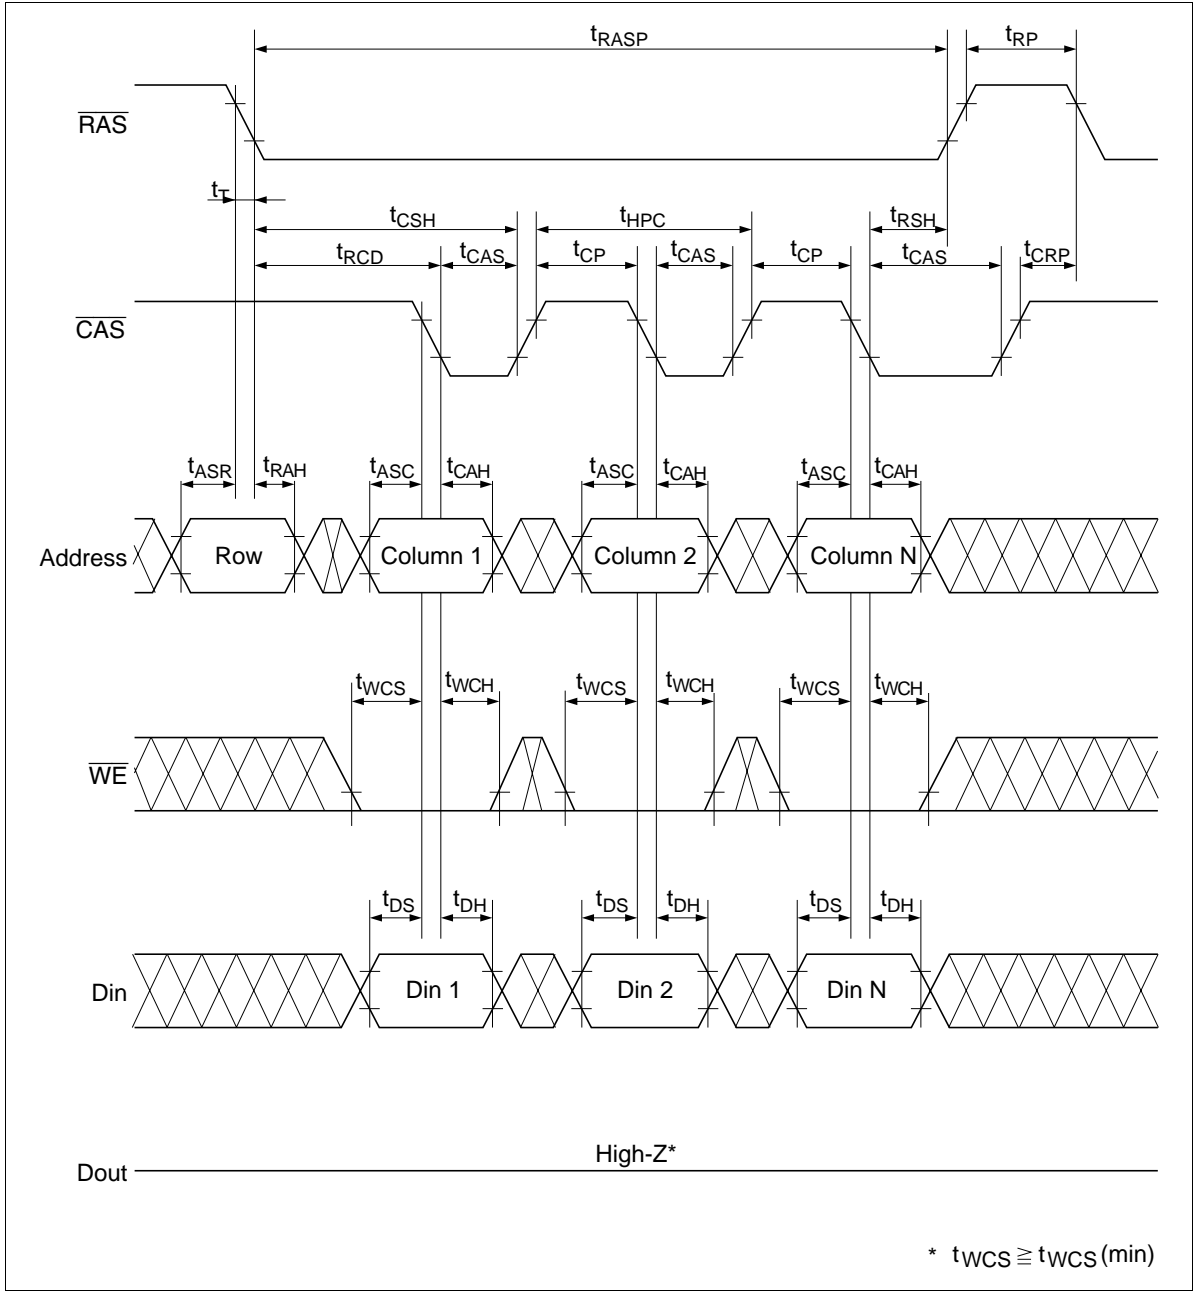 tRASP tRP
RAS
tT
tCSH tHPC tRSH
tRCD tCAS tCP tCAS tCP tCAS tCRP
CAS
tASR tRAH tASC tCAH tASC tCAH tASC tCAH
Address Row Column 1 Column 2 Column N
tWCS tWCH tWCS tWCH tWCS tWCH
WE
tDS tDH tDS tDH tDS tDH
Din Din 1 Din 2 Din N
High-Z*
Dout
* tWCS ≧ tWCS (min)